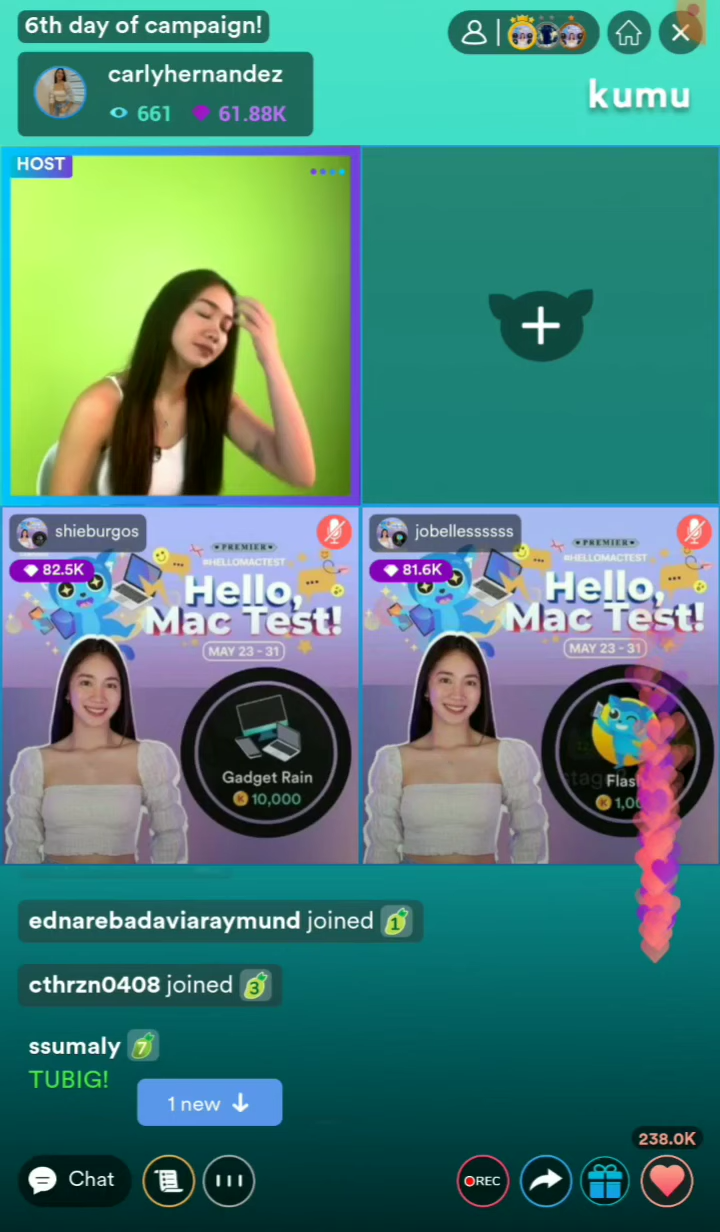 6th day of campaign!
carlyhernandez
661 61.88K
kumu
HOST
shieburgos
82.5K
PREMIER
#HELLOMACTEST
Hello,
Mac Test!
MAY 23 - 31
Gadget Rain
10,000
jobellessssss
81.6K
PREMIER
#HELLOMACTEST
Hello,
Mac Test!
MAY 23 - 31
ednarebadaviaraymund joined 1
cthrzn0408 joined 3
ssumaly 7
TUBIG!
1 new
238.0K
Chat
REC